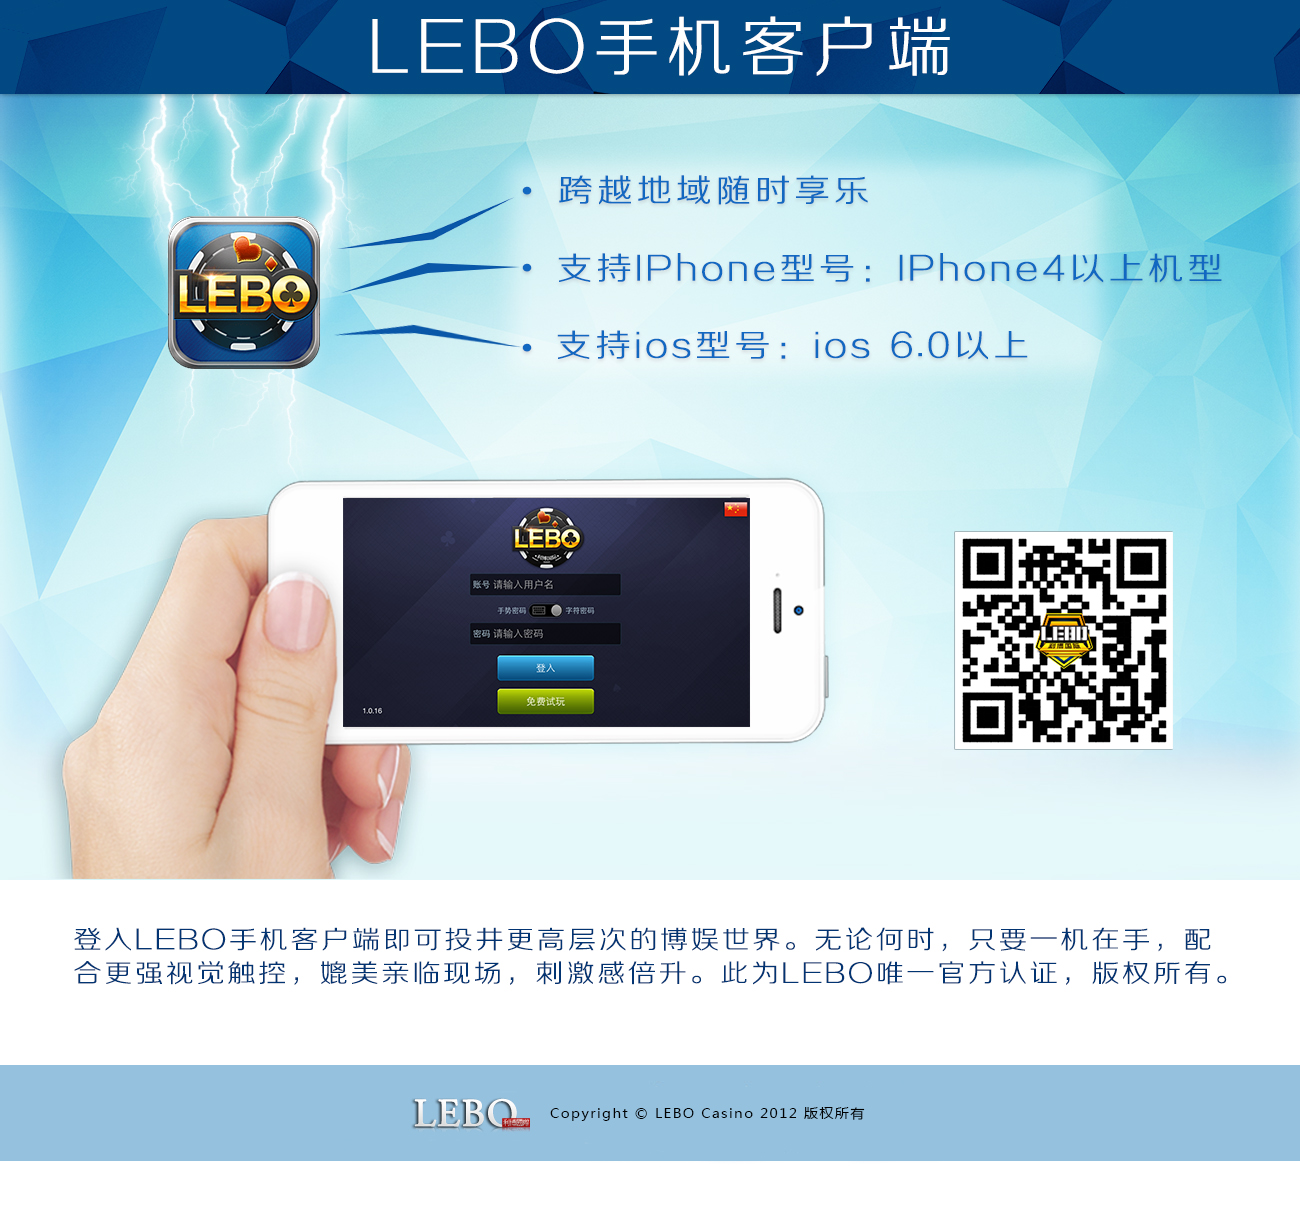 LEBO手机客户端
• 跨越地域随时享乐
LEBO
• 支持IPhone型号：IPhone4以上机型
• 支持ios型号：ios 6.0以上
LEBO
账号 请输入用户名
手势密码 字符密码
密码 请输入密码
登入
免费试玩
1.0.16
LEBO
登入LEBO手机客户端即可投井更高层次的博娱世界。无论何时，只要一机在手，配
合更强视觉触控，媲美亲临现场，刺激感倍升。此为LEBO唯一官方认证，版权所有。
LEBO
Copyright © LEBO Casino 2012 版权所有